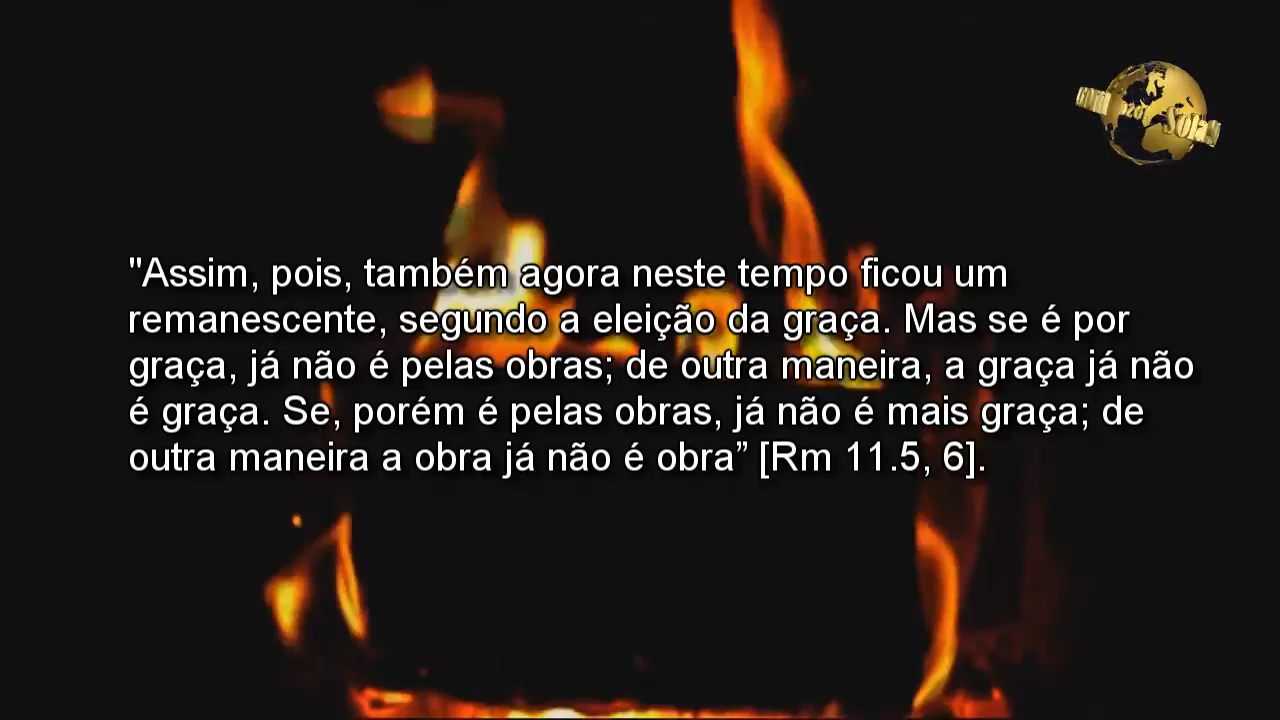 "Assim, pois, também agora neste tempo ficou um
remanescente, segundo a eleição da graça. Mas se é por
graça, já não é pelas obras; de outra maneira, a graça já não
é graça. Se, porém é pelas obras, já não é mais graça; de
outra maneira a obra já não é obra” [Rm 11.5, 6].